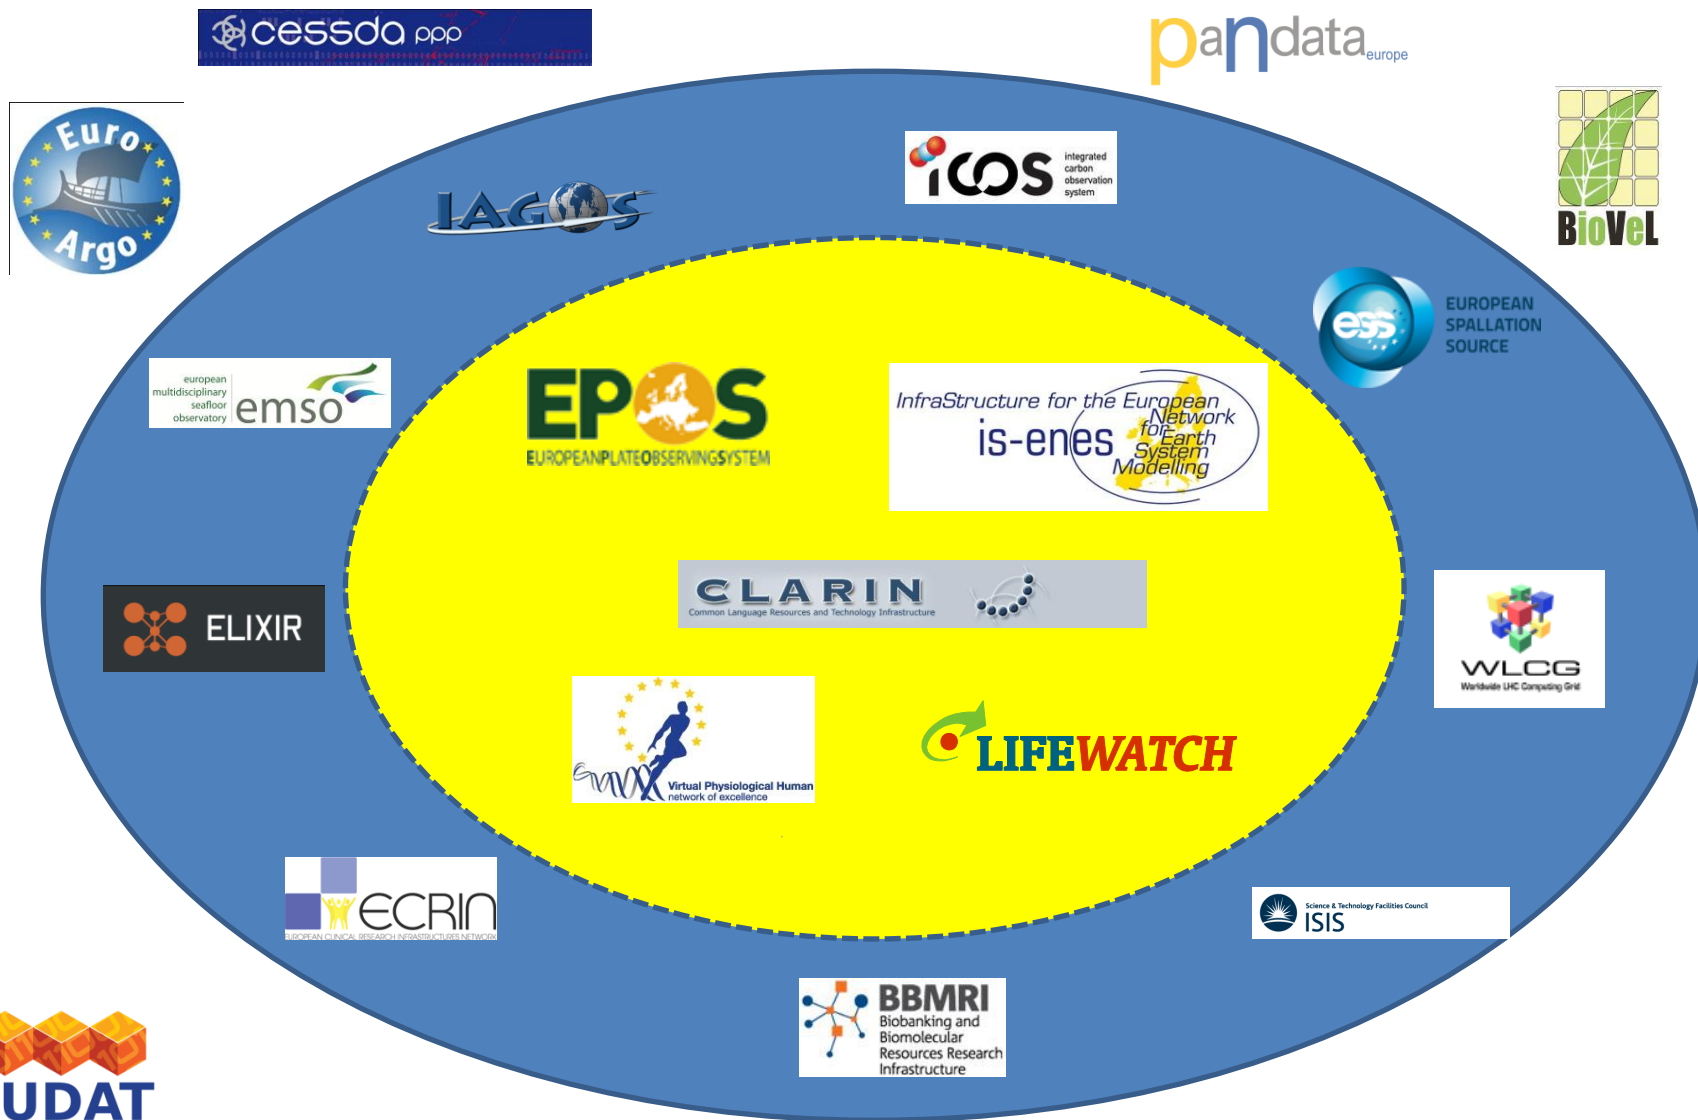 cessda ppp
pandata europe
Euro
Argo
IAGOS
icos
integrated
carbon
observation
system
BioVeL
ess
EUROPEAN
SPALLATION
SOURCE
european
multidisciplinary
seafloor
observatory
emso
EPOS
EUROPEANPLATEOBSERVINGSYSTEM
InfraStructure for the European
Network
for
Earth
System
Modelling
is-enes
CLARIN
Common Language Resources and Technology Infrastructure
ELIXIR
WLCG
Worldwide LHC Computing Grid
Virtual Physiological Human
network of excellence
LIFEWATCH
ECRIN
EUROPEAN CLINICAL RESEARCH INFRASTRUCTURES NETWORK
Science & Technology Facilities Council
ISIS
BBMRI
Biobanking and
Biomolecular
Resources Research
Infrastructure
UDAT